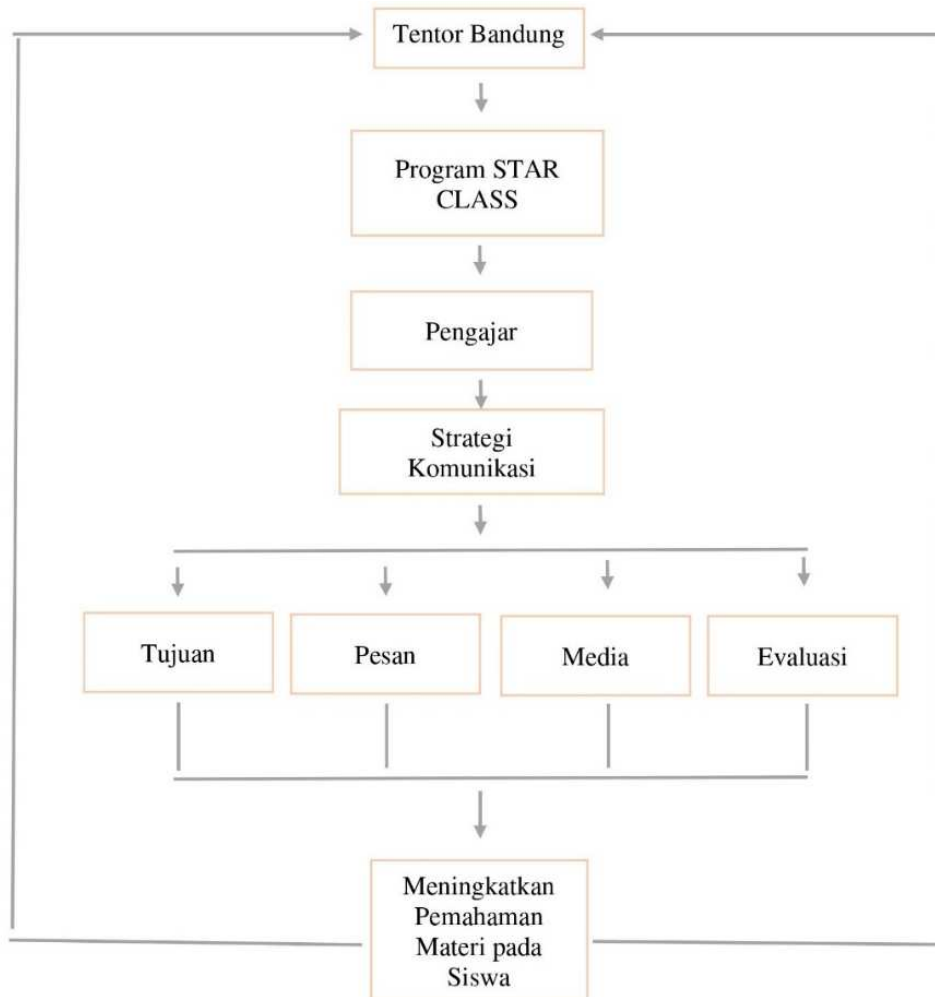 Tentor Bandung
Program STAR
CLASS
Pengajar
Strategi
Komunikasi
Tujuan
Pesan
Media
Evaluasi
Meningkatkan
Pemahaman
Materi pada
Siswa